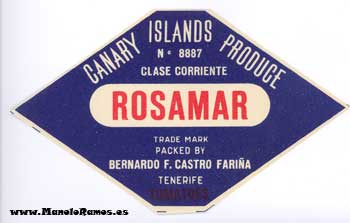 CANARY ISLANDS PRODUCE
Nº 8887
CLASE CORRIENTE
ROSAMAR
TRADE MARK
PACKED BY
BERNARDO F. CASTRO FARIÑA
TENERIFE
TOMATOES
www.ManoloRamos.es